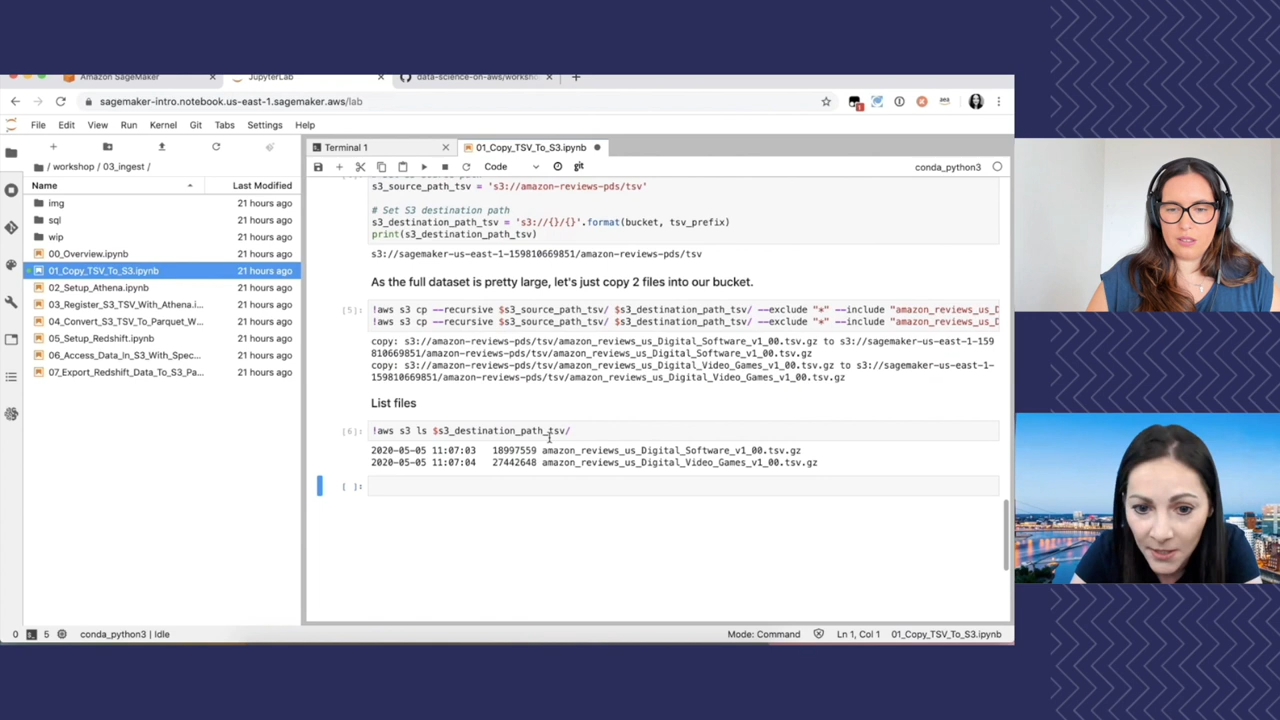 Amazon SageMaker
JupyterLab
data-science-on-aws/worksho
sagemaker-intro.notebook.us-east-1.sagemaker.aws/lab
File Edit View Run Kernel Git Tabs Settings Help
/ workshop / 03_ingest /
Name Last Modified
img 21 hours ago
sql 21 hours ago
wip 21 hours ago
00_Overview.ipynb 21 hours ago
01_Copy_TSV_To_S3.ipynb 21 hours ago
02_Setup_Athena.ipynb 21 hours ago
03_Register_S3_TSV_With_Athena.i... 21 hours ago
04_Convert_S3_TSV_To_Parquet_W... 21 hours ago
05_Setup_Redshift.ipynb 21 hours ago
06_Access_Data_In_S3_With_Spec... 21 hours ago
07_Export_Redshift_Data_To_S3_Pa... 21 hours ago
Terminal 1
01_Copy_TSV_To_S3.ipynb
Code
git
conda_python3
s3_source_path_tsv = 's3://amazon-reviews-pds/tsv'
# Set S3 destination path
s3_destination_path_tsv = 's3://{}/{}'.format(bucket, tsv_prefix)
print(s3_destination_path_tsv)
s3://sagemaker-us-east-1-159810669851/amazon-reviews-pds/tsv
As the full dataset is pretty large, let's just copy 2 files into our bucket.
[5]: !aws s3 cp --recursive $s3_source_path_tsv/ $s3_destination_path_tsv/ --exclude "*" --include "amazon_reviews_us_D
!aws s3 cp --recursive $s3_source_path_tsv/ $s3_destination_path_tsv/ --exclude "*" --include "amazon_reviews_us_D
copy: s3://amazon-reviews-pds/tsv/amazon_reviews_us_Digital_Software_v1_00.tsv.gz to s3://sagemaker-us-east-1-159
810669851/amazon-reviews-pds/tsv/amazon_reviews_us_Digital_Software_v1_00.tsv.gz
copy: s3://amazon-reviews-pds/tsv/amazon_reviews_us_Digital_Video_Games_v1_00.tsv.gz to s3://sagemaker-us-east-1-
159810669851/amazon-reviews-pds/tsv/amazon_reviews_us_Digital_Video_Games_v1_00.tsv.gz
List files
[6]: !aws s3 ls $s3_destination_path_tsv/
2020-05-05 11:07:03 18997559 amazon_reviews_us_Digital_Software_v1_00.tsv.gz
2020-05-05 11:07:04 27442648 amazon_reviews_us_Digital_Video_Games_v1_00.tsv.gz
[ ]:
0 5 conda_python3 | Idle
Mode: Command Ln 1, Col 1 01_Copy_TSV_To_S3.ipynb